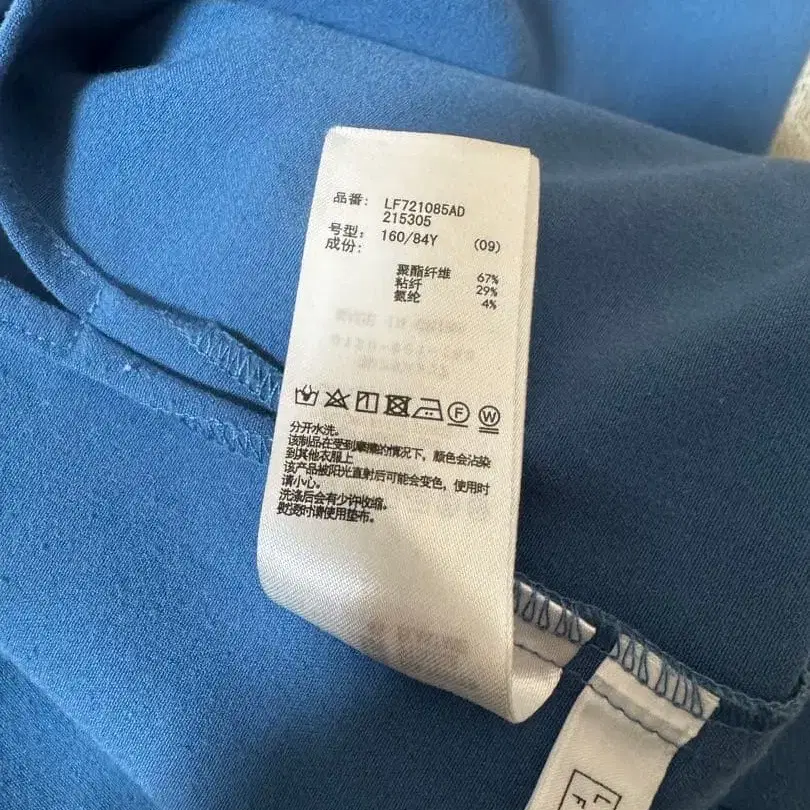 品番: LF721085AD
215305
号型: 160/84Y (09)
成份:
聚酯纤维 67%
粘纤 29%
氨纶 4%
F W
分开水洗。
该制品在受到摩擦的情况下，颜色会沾染
到其他衣服上
该产品被阳光直射后可能会变色，使用时
请小心。
洗涤后会有少许收缩。
熨烫时请使用垫布。
L
F